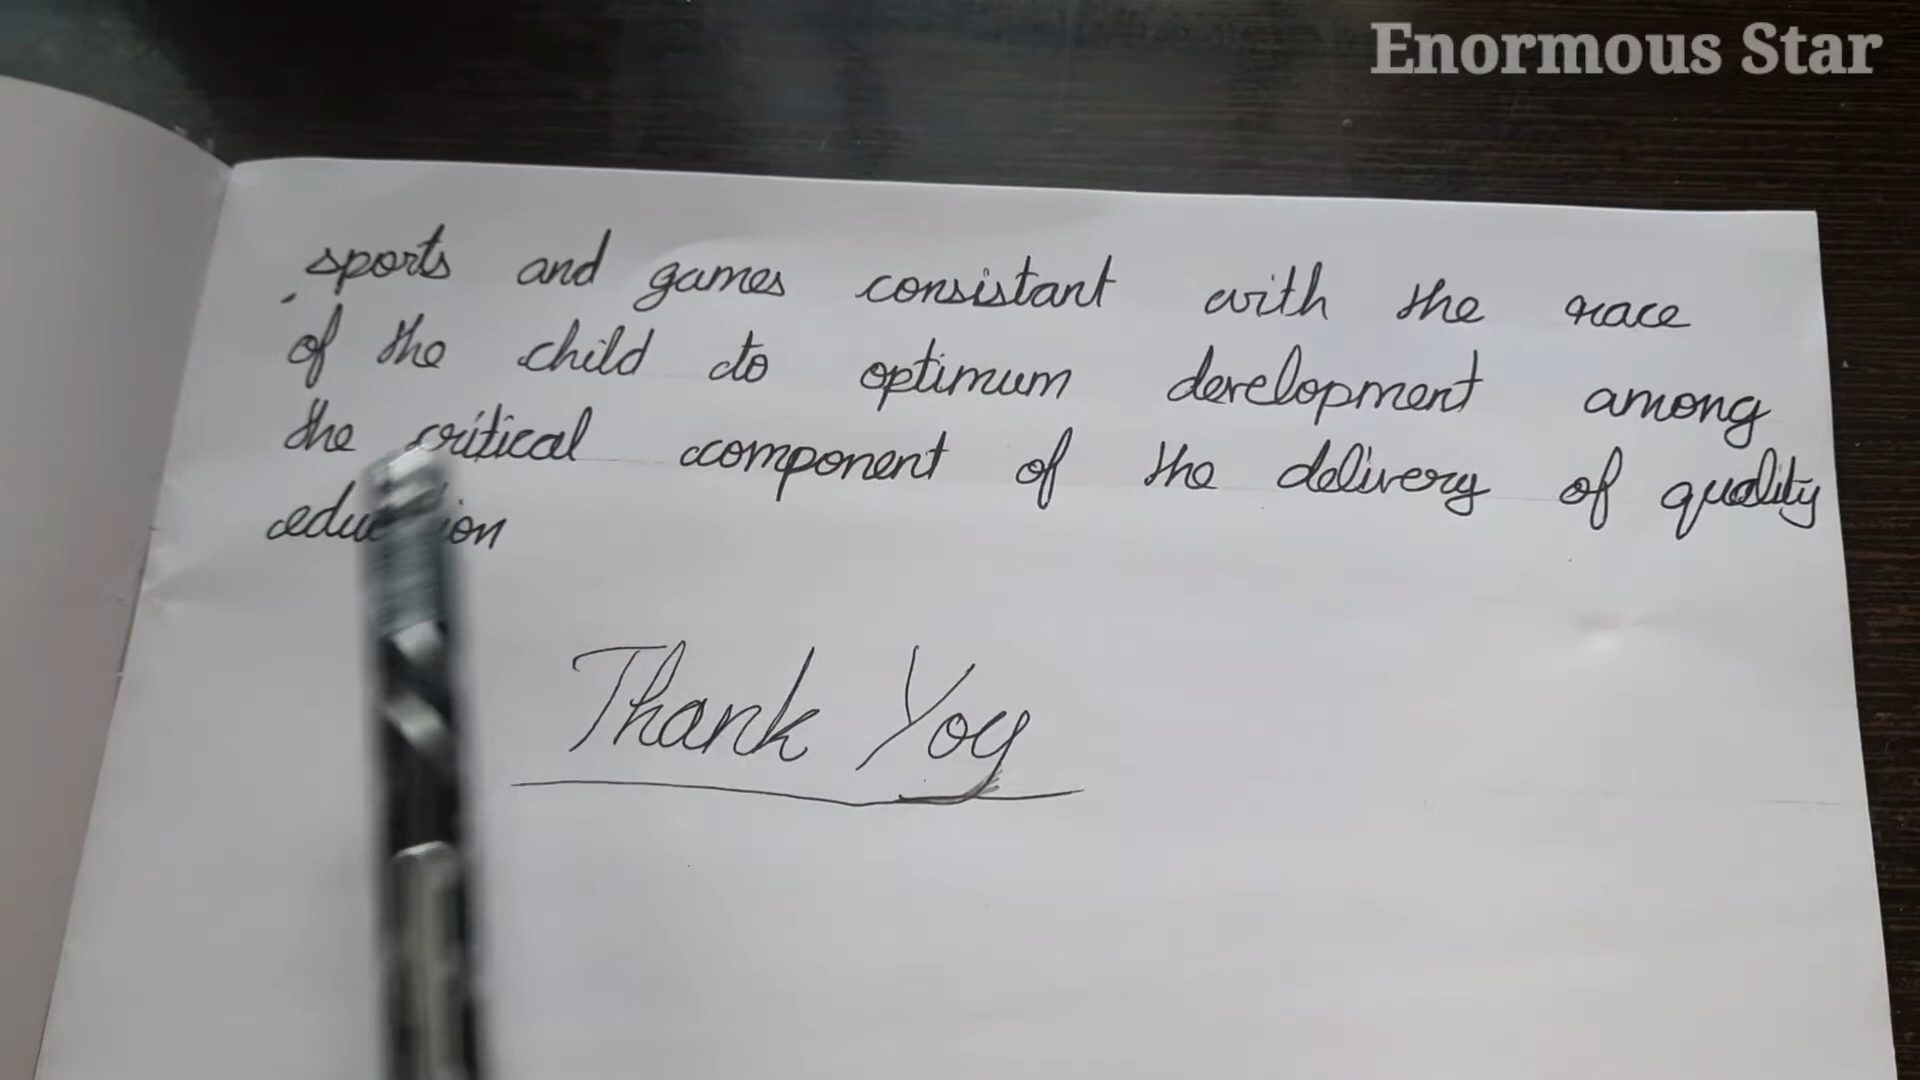 Enormous Star
sports and games consistant with the race
of the child to optimum development among
the critical component of the delivery of quality
Thank You